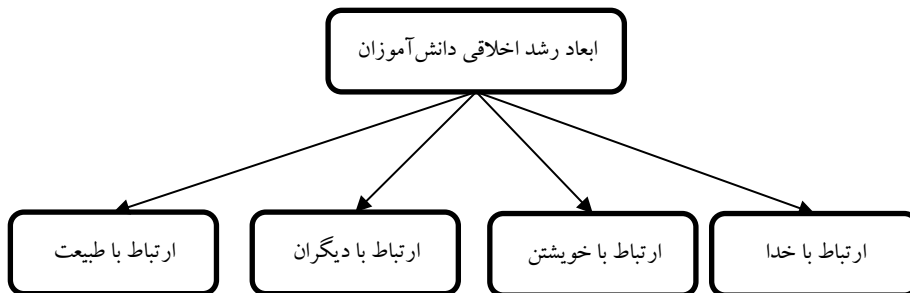 ابعاد رشد اخلاقی دانش‌آموزان
ارتباط با خدا
ارتباط با خویشتن
ارتباط با دیگران
ارتباط با طبیعت